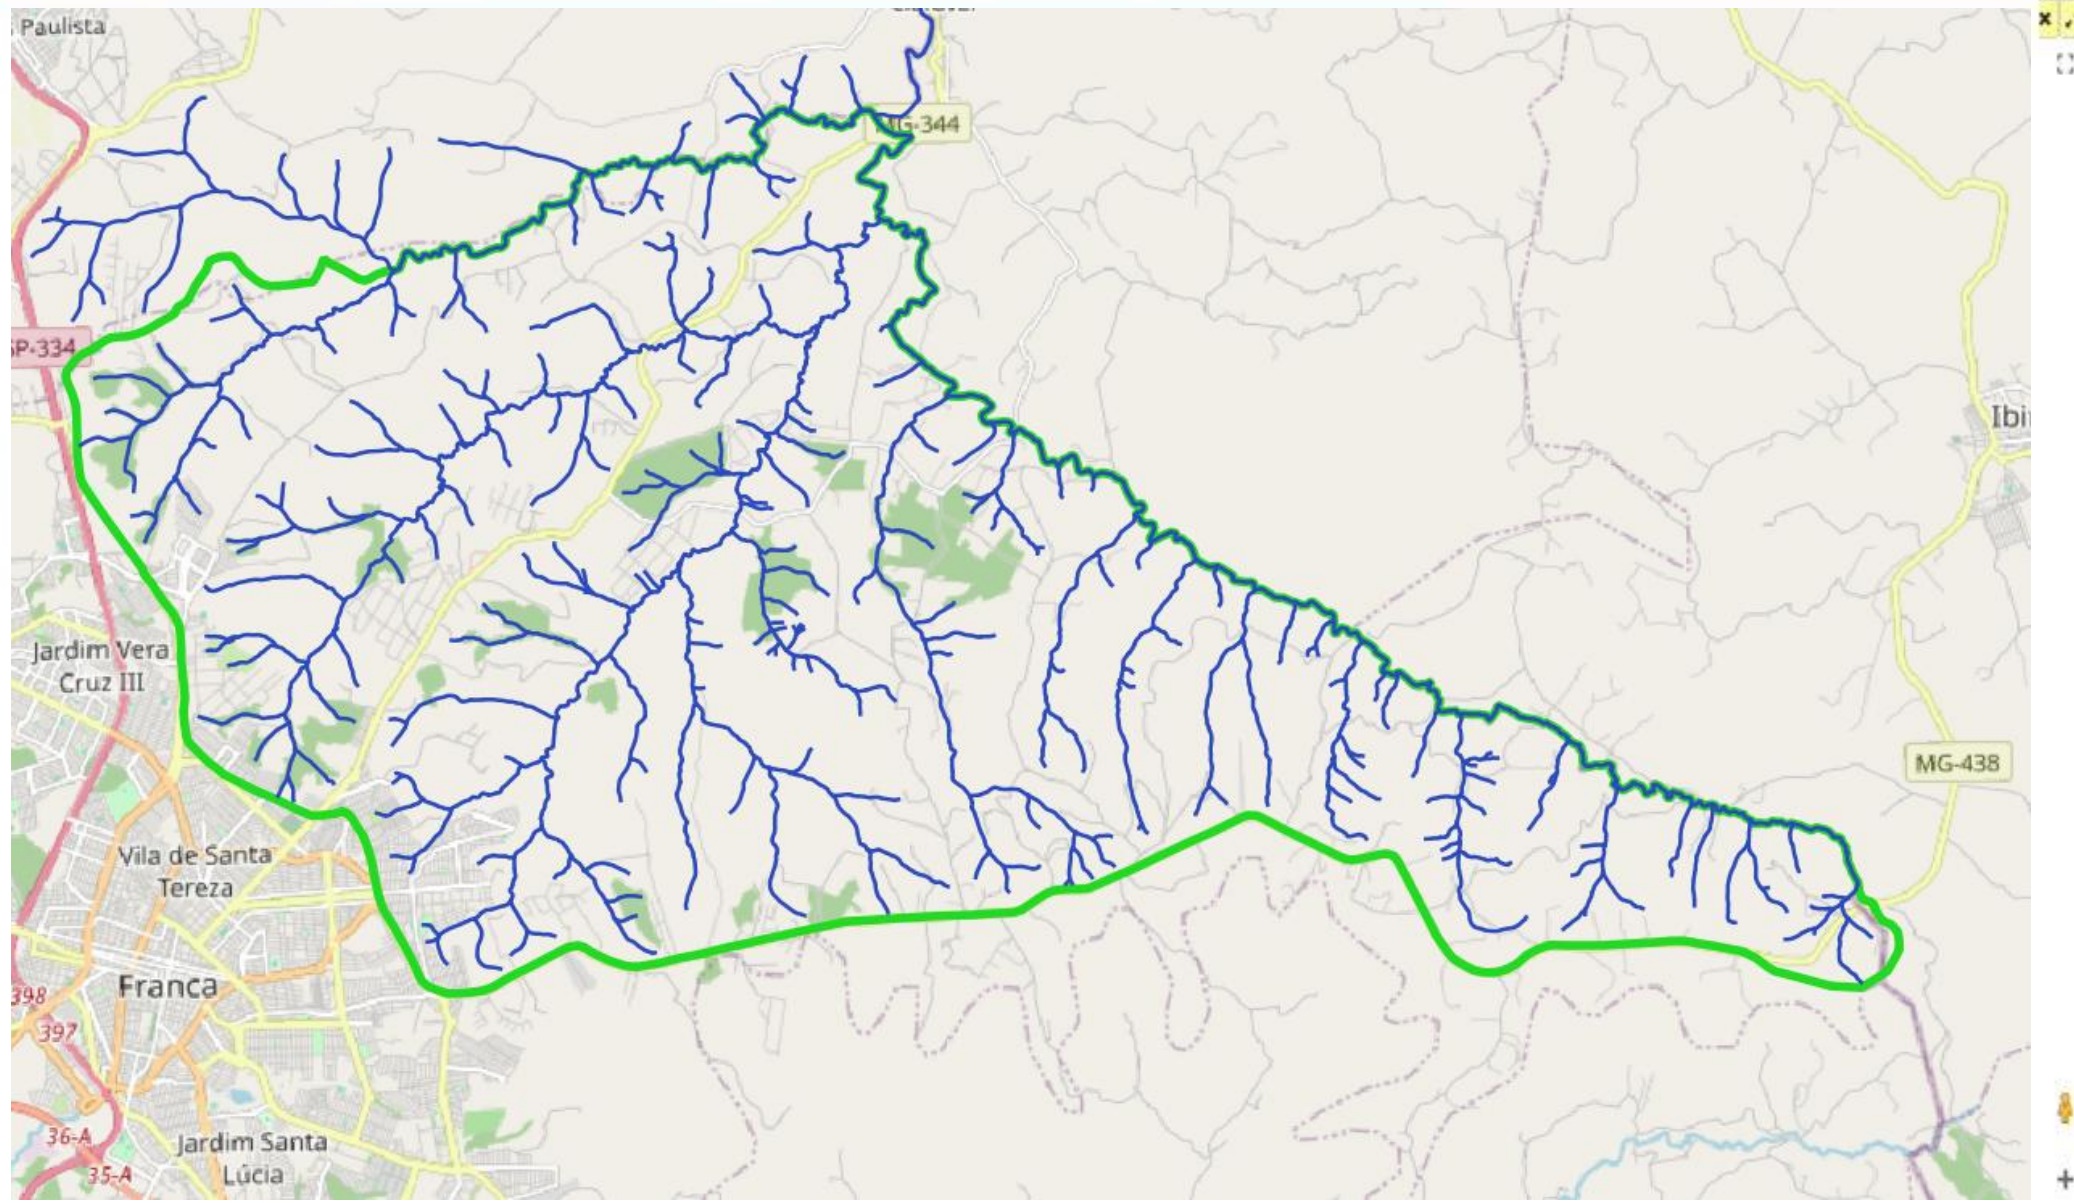 Paulista
MG-344
SP-334
Ibi
Jardim Vera
Cruz III
MG-438
Vila de Santa
Tereza
Franca
398
397
36-A
35-A
Jardim Santa
Lúcia